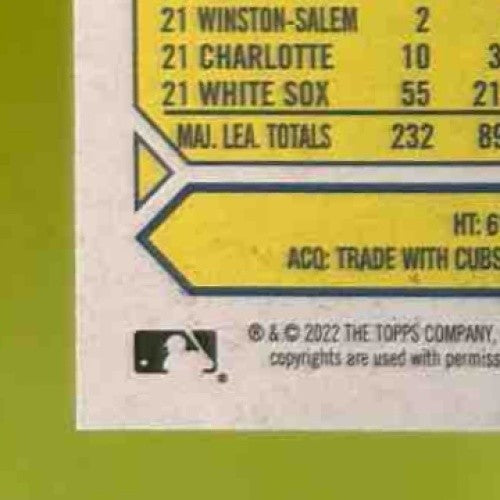 21 WINSTON-SALEM 2
21 CHARLOTTE 10 3
21 WHITE SOX 55 21
MAJ. LEA. TOTALS 232 89
HT: 6
ACQ: TRADE WITH CUBS
® & © 2022 THE TOPPS COMPANY,
copyrights are used with permiss